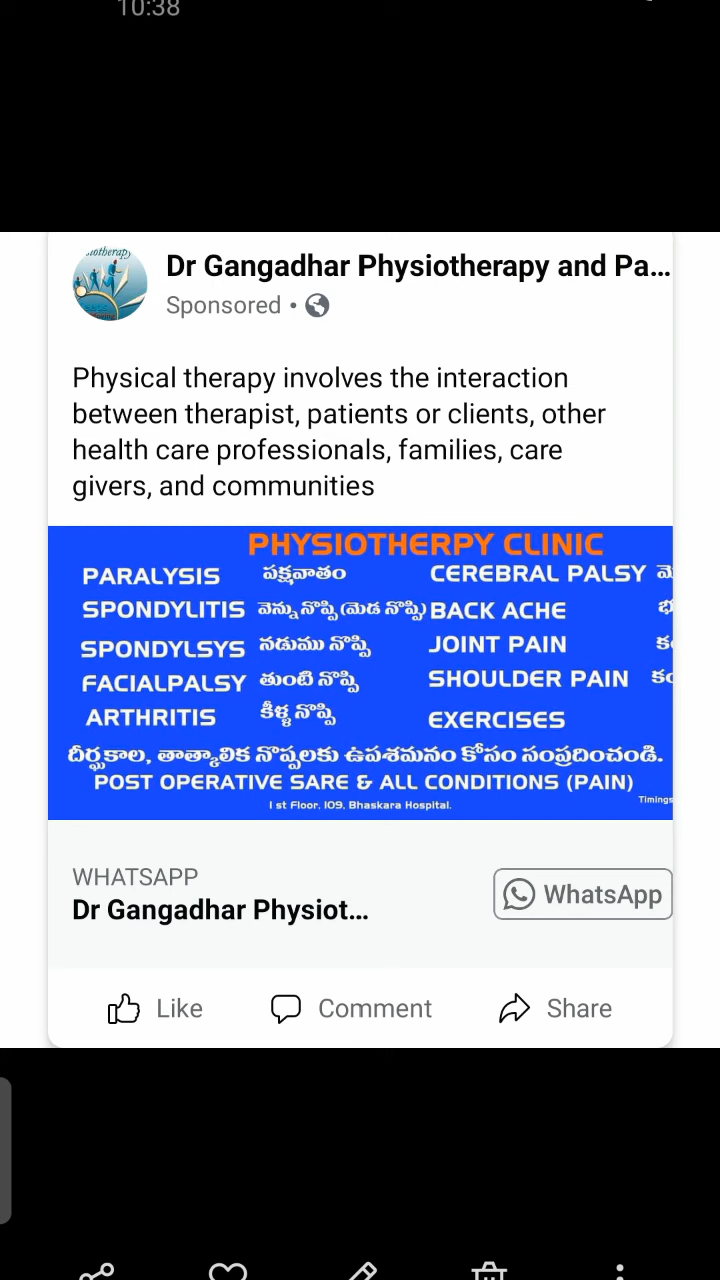 10:38
Dr Gangadhar Physiotherapy and Pa...
Sponsored •
Physical therapy involves the interaction
between therapist, patients or clients, other
health care professionals, families, care
givers, and communities
PHYSIOTHERPY CLINIC
PARALYSIS పక్షవాతం CEREBRAL PALSY
SPONDYLITIS వెన్ను నొప్పి (మెడ నొప్పి) BACK ACHE
SPONDYLSYS నడుము నొప్పి JOINT PAIN
FACIALPALSY తుంటి నొప్పి SHOULDER PAIN
ARTHRITIS కీళ్ళ నొప్పి EXERCISES
దీర్ఘకాల, తాత్కాలిక నొప్పులకు ఉపశమనం కోసం సంప్రదించండి.
POST OPERATIVE SARE & ALL CONDITIONS (PAIN)
Timings
1 st Floor. 109. Bhaskara Hospital.
WHATSAPP
Dr Gangadhar Physiot...
WhatsApp
Like Comment Share